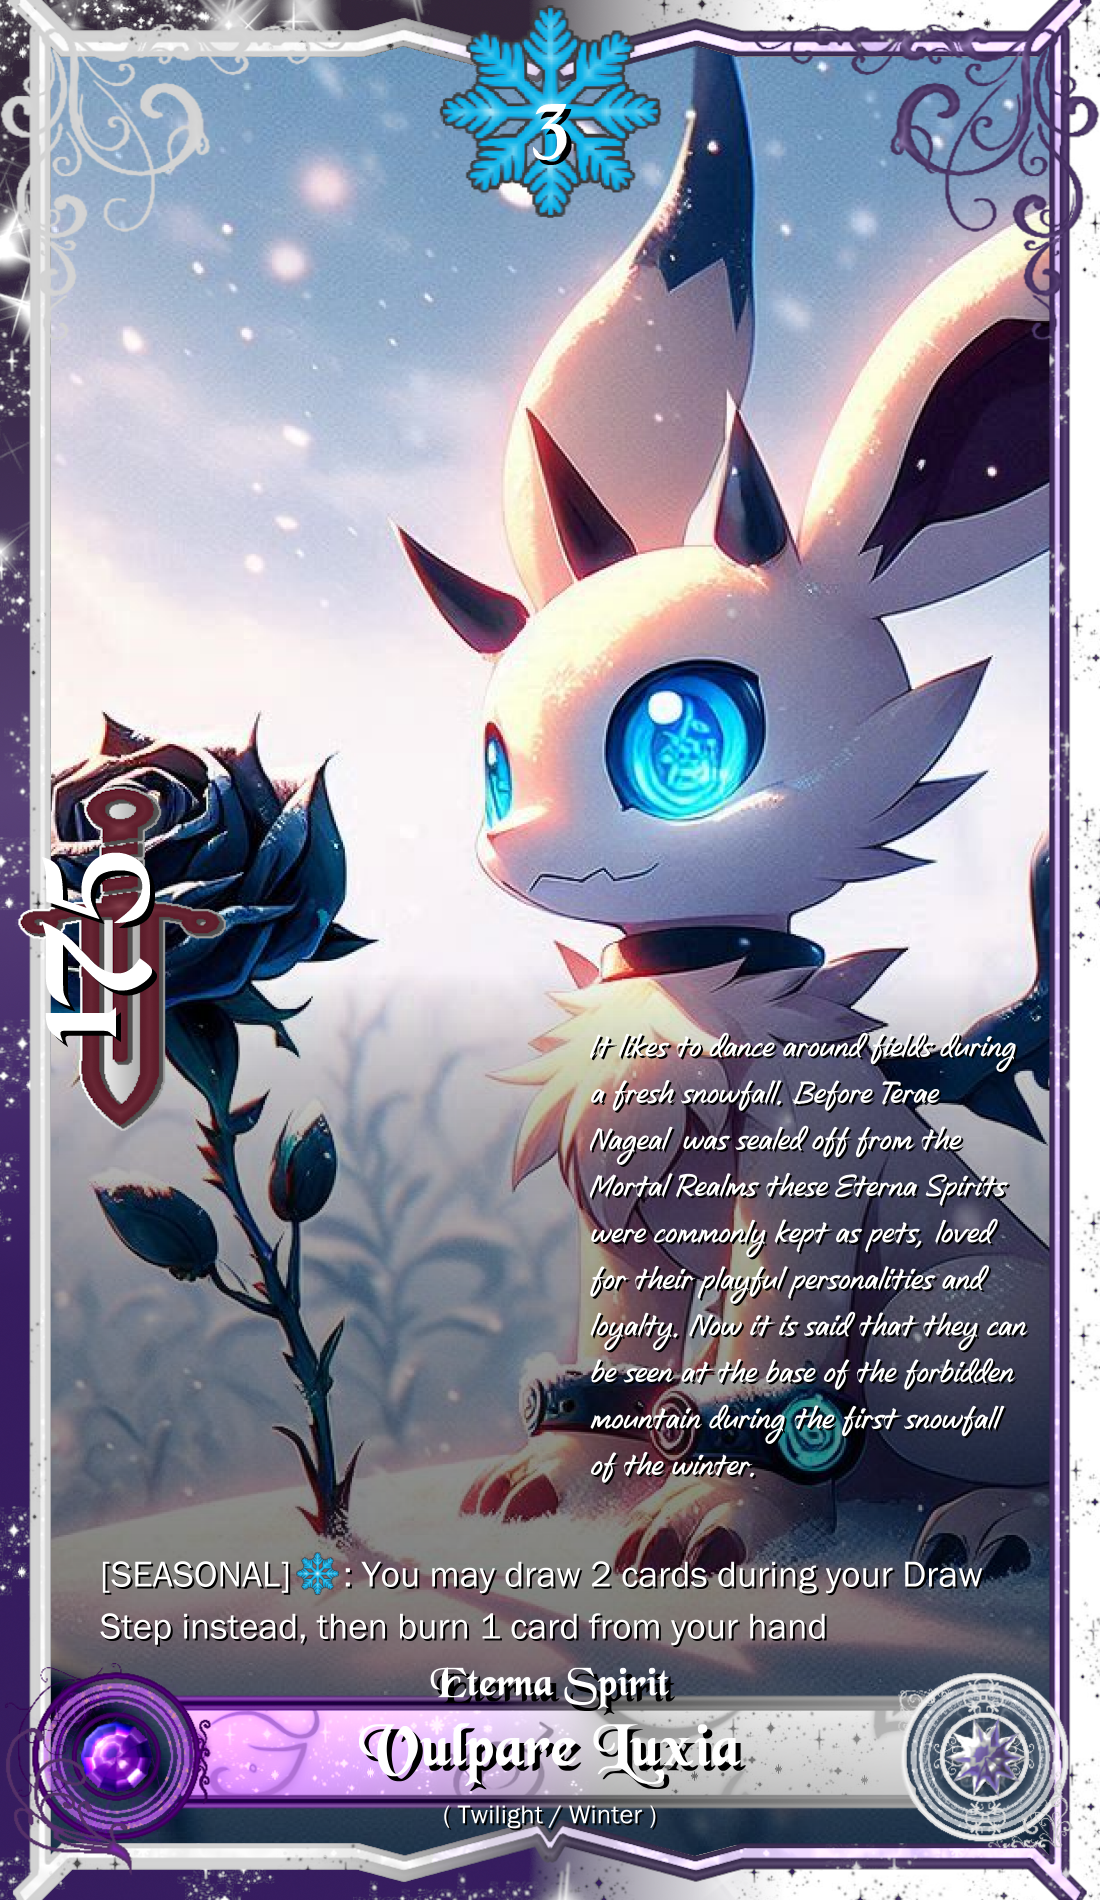 3
175
It likes to dance around fields during
a fresh snowfall. Before Terae
Nageal was sealed off from the
Mortal Realms these Eterna Spirits
were commonly kept as pets, loved
for their playful personalities and
loyalty. Now it is said that they can
be seen at the base of the forbidden
mountain during the first snowfall
of the winter.
[SEASONAL] : You may draw 2 cards during your Draw
Step instead, then burn 1 card from your hand
Eterna Spirit
Vulpare Luxia
( Twilight / Winter )